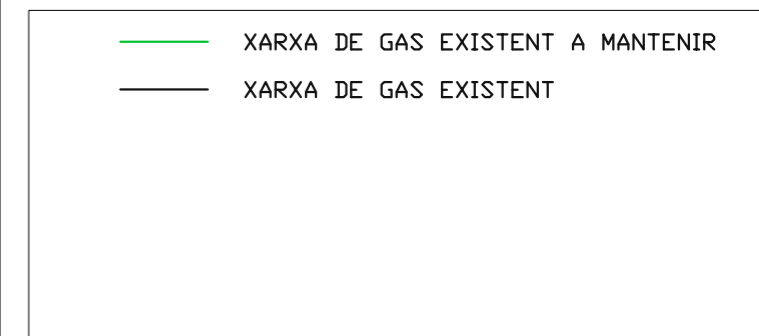 XARXA DE GAS EXISTENT A MANTENIR
XARXA DE GAS EXISTENT